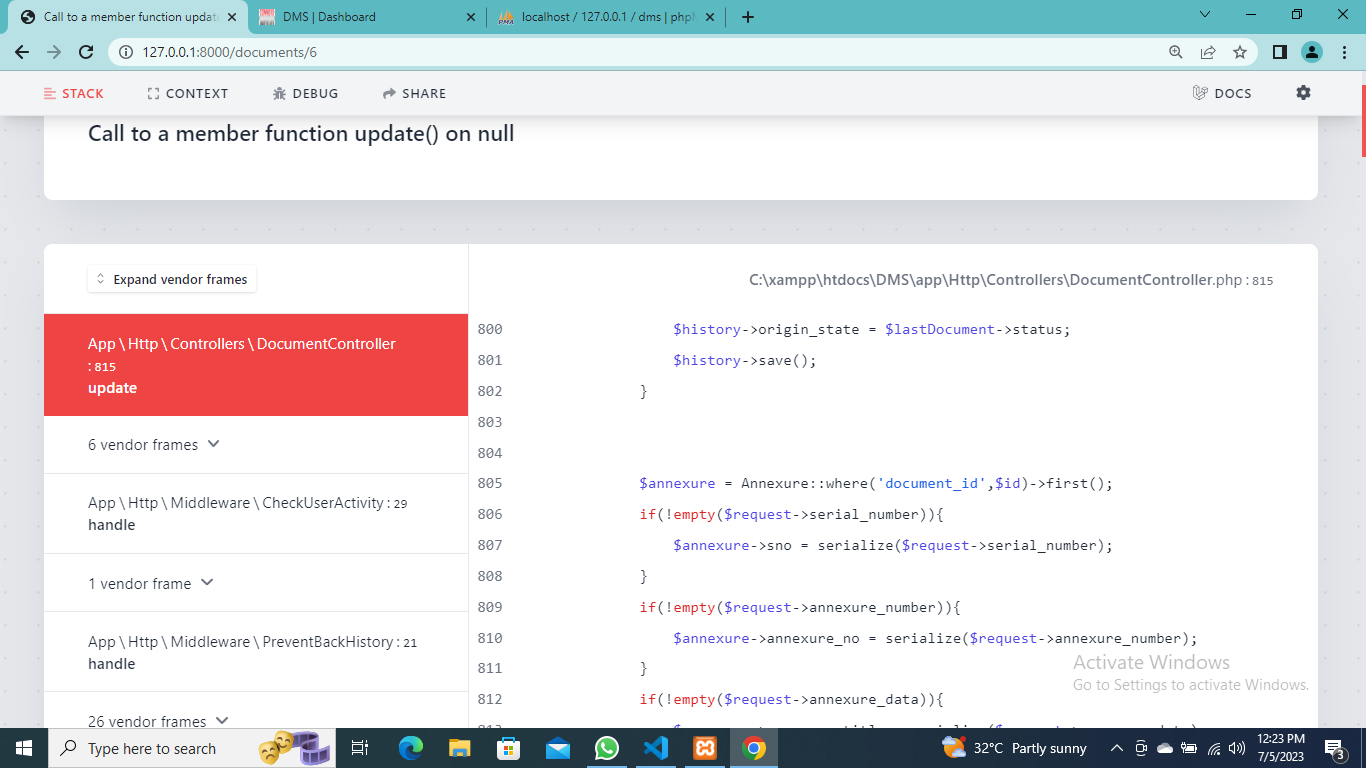 Call to a member function updat
DMS | Dashboard
localhost / 127.0.0.1 / dms | php
127.0.0.1:8000/documents/6
STACK
CONTEXT
DEBUG
SHARE
DOCS
Call to a member function update() on null
Expand vendor frames
C:\xampp\htdocs\DMS\app\Http\Controllers\DocumentController.php : 815
App \ Http \ Controllers \ DocumentController
: 815
update
6 vendor frames
App \ Http \ Middleware \ CheckUserActivity : 29
handle
1 vendor frame
App \ Http \ Middleware \ PreventBackHistory : 21
handle
26 vendor frames
800 $history->origin_state = $lastDocument->status;
801 $history->save();
802 }
803
804
805 $annexure = Annexure::where('document_id',$id)->first();
806 if(!empty($request->serial_number)){
807 $annexure->sno = serialize($request->serial_number);
808 }
809 if(!empty($request->annexure_number)){
810 $annexure->annexure_no = serialize($request->annexure_number);
811 }
812 if(!empty($request->annexure_data)){
Activate Windows
Go to Settings to activate Windows.
Type here to search
32°C Partly sunny
12:23 PM
7/5/2023
3